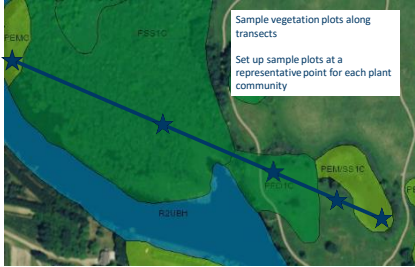 Sample vegetation plots along
transects
Set up sample plots at a
representative point for each plant
community
PEMC
PSS1C
PFO1C
PEM/SS1C
R2UBH